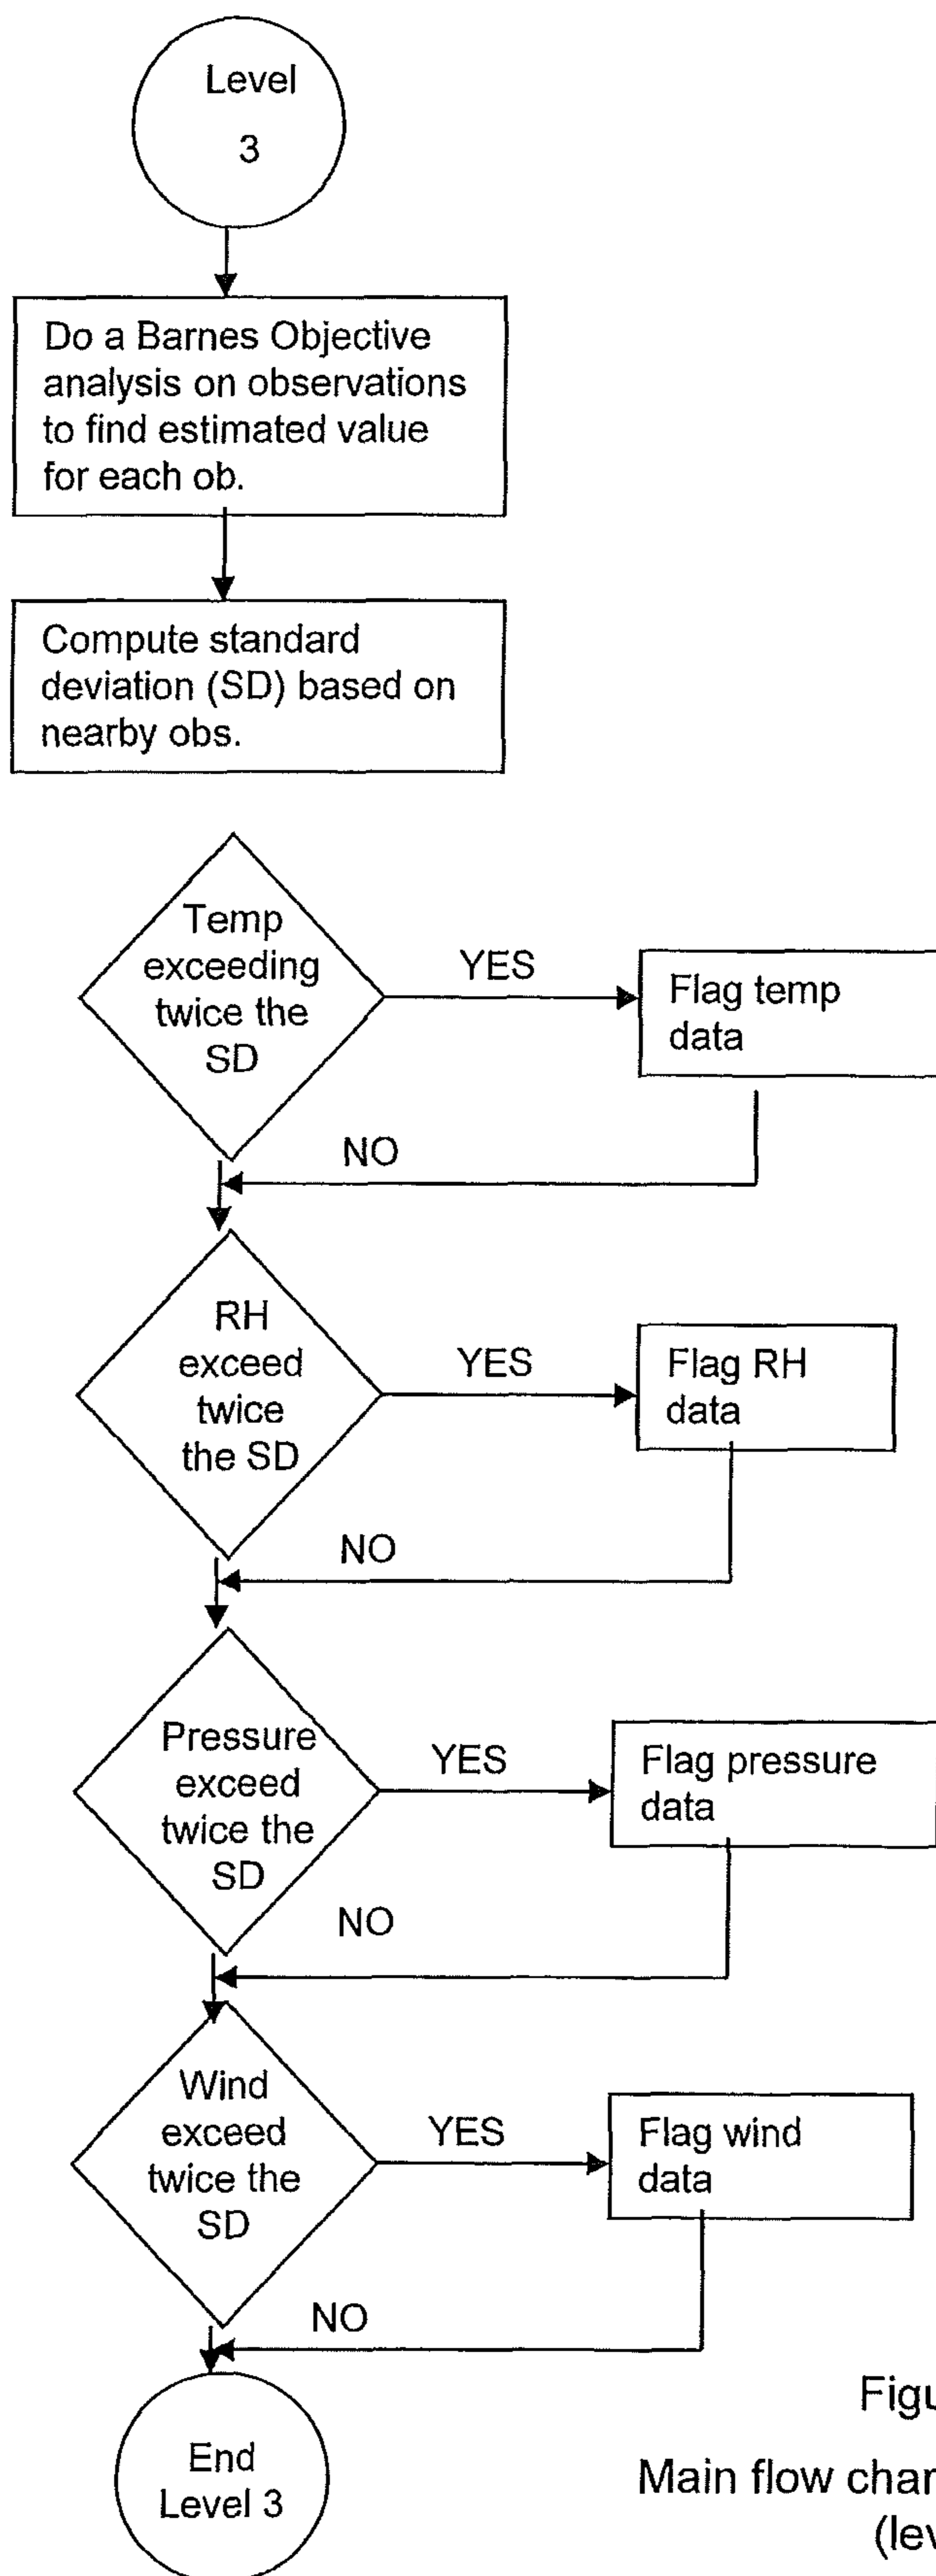 Level
3
Do a Barnes Objective
analysis on observations
to find estimated value
for each ob.
Compute standard
deviation (SD) based on
nearby obs.
Temp
exceeding
twice the
SD
YES
Flag temp
data
NO
RH
exceed
twice
the SD
YES
Flag RH
data
NO
Pressure
exceed
twice the
SD
YES
Flag pressure
data
NO
Wind
exceed
twice the
SD
YES
Flag wind
data
NO
End
Level 3
Main flow